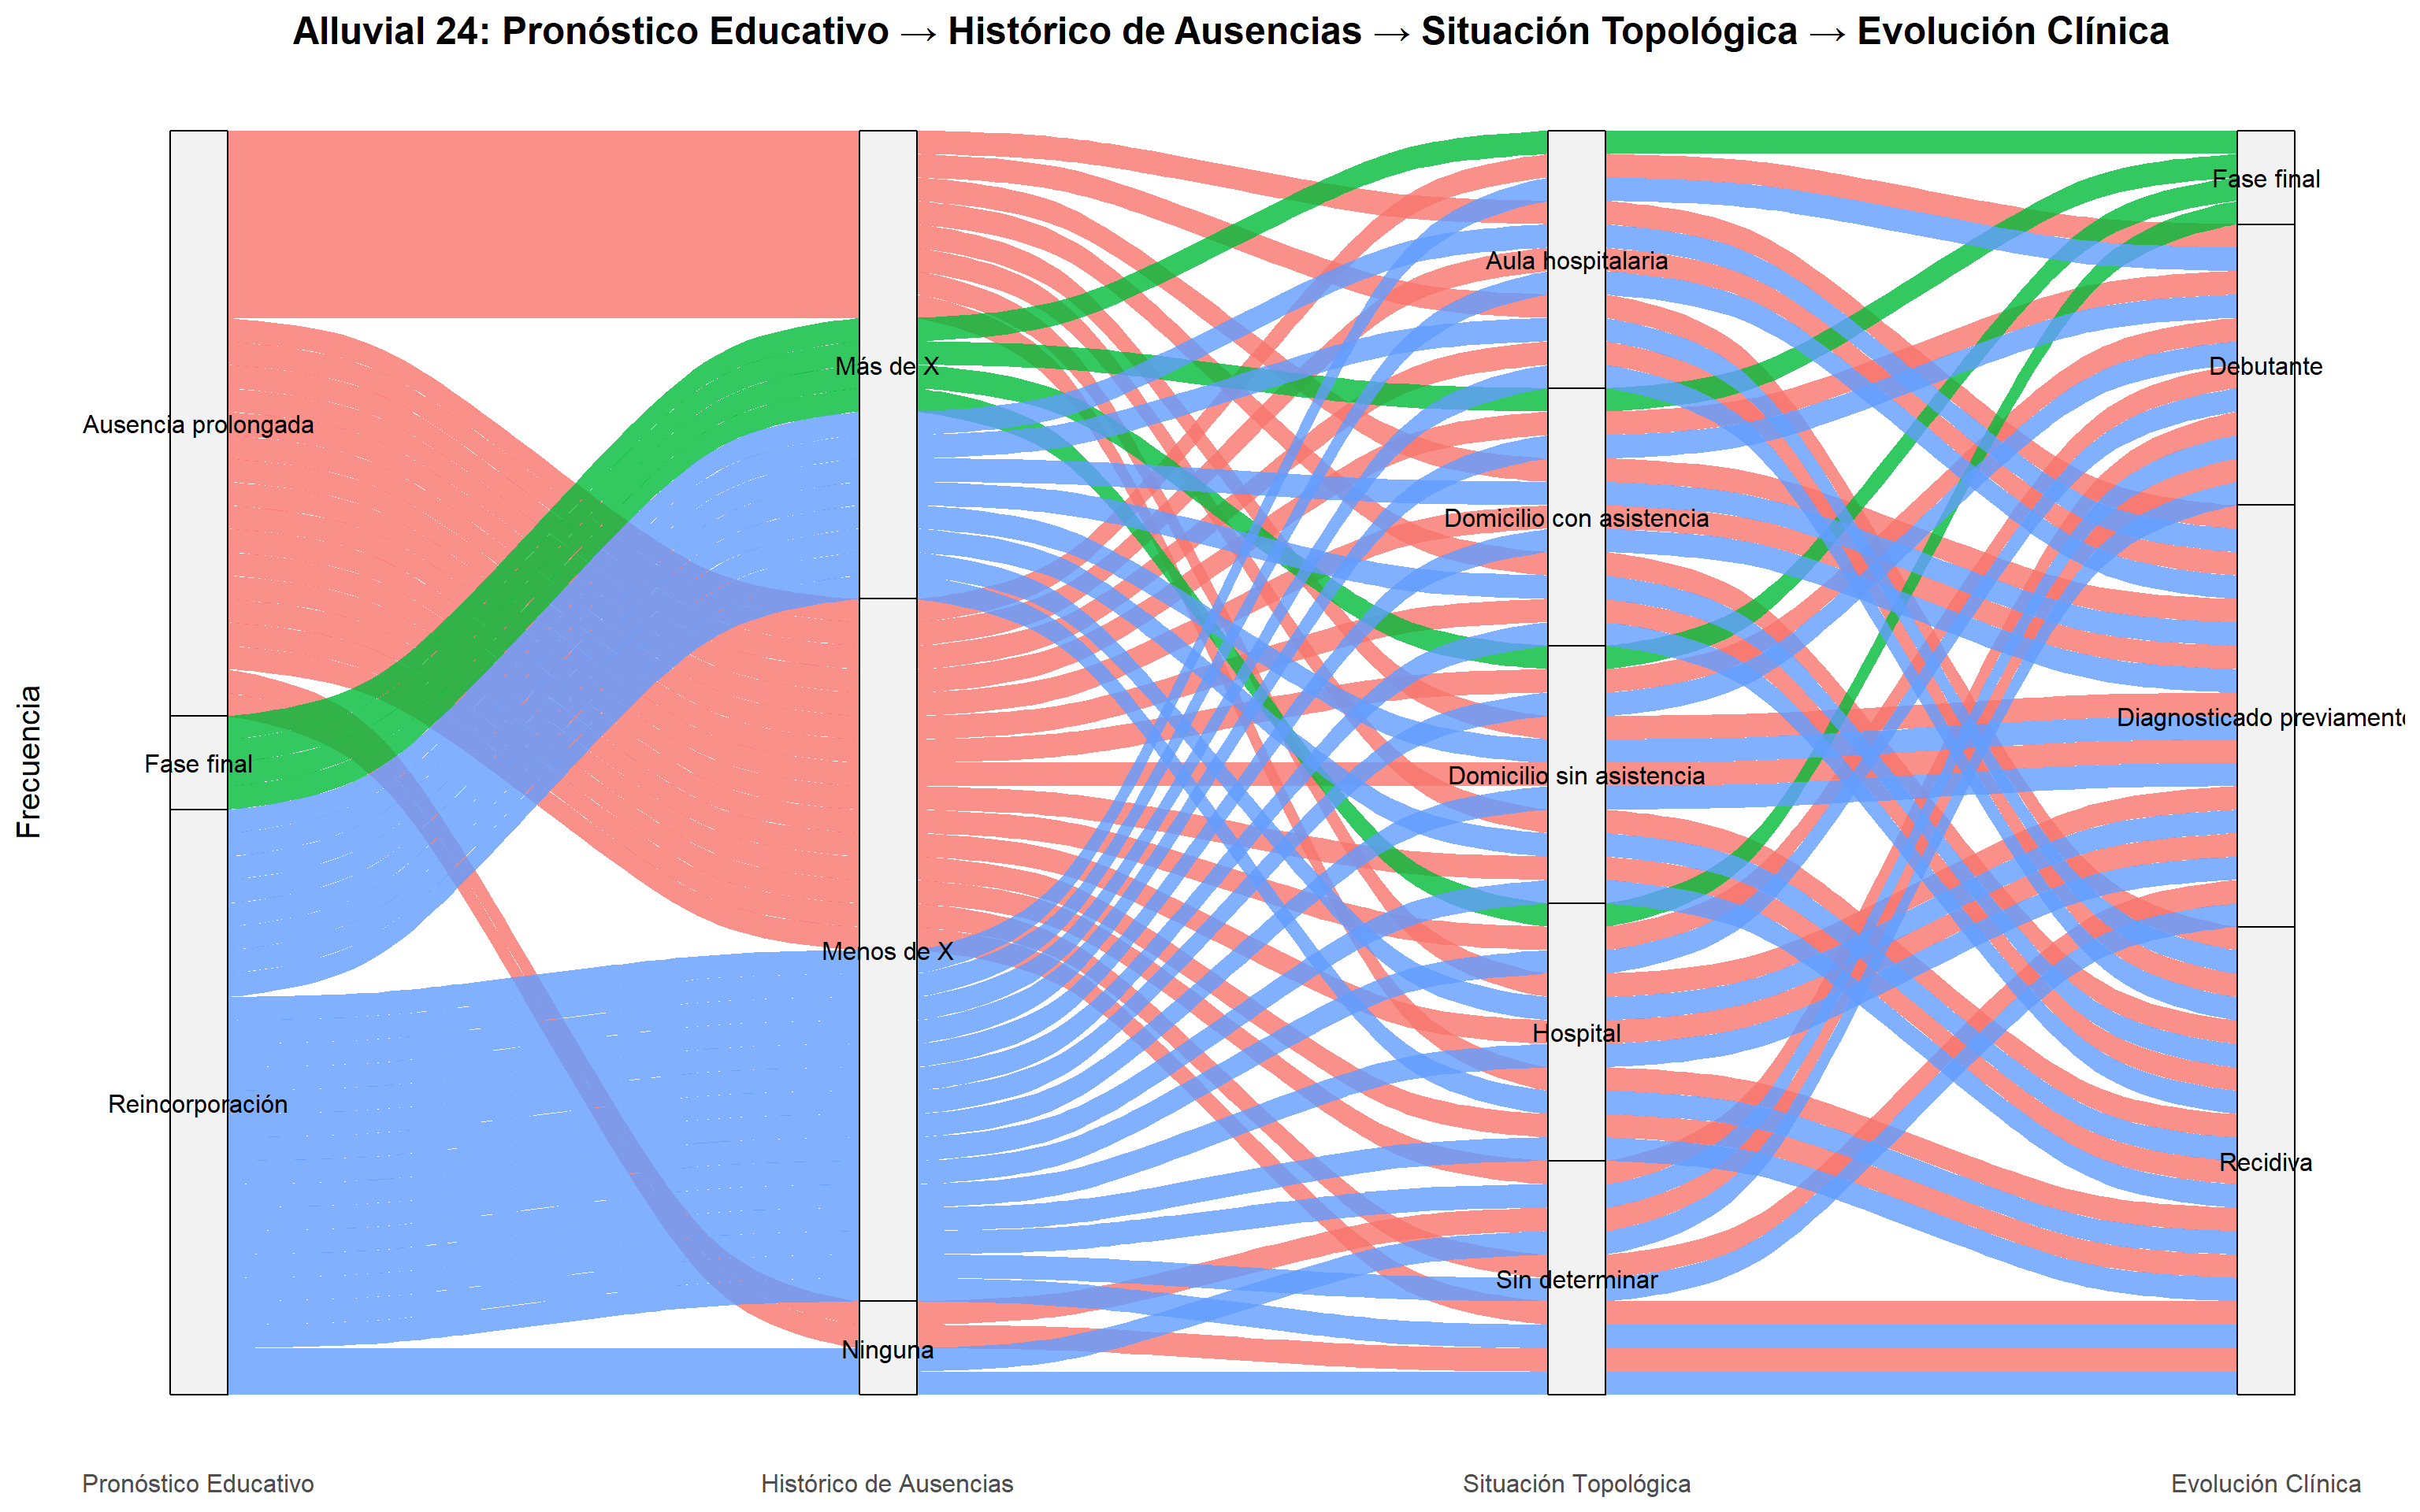 Alluvial 24: Pronóstico Educativo → Histórico de Ausencias → Situación Topológica → Evolución Clínica
Frecuencia
Ausencia prolongada
Fase final
Reincorporación
Más de X
Menos de X
Ninguna
Aula hospitalaria
Domicilio con asistencia
Domicilio sin asistencia
Hospital
Sin determinar
Fase final
Debutante
Diagnosticado previamente
Recidiva
Pronóstico Educativo
Histórico de Ausencias
Situación Topológica
Evolución Clínica